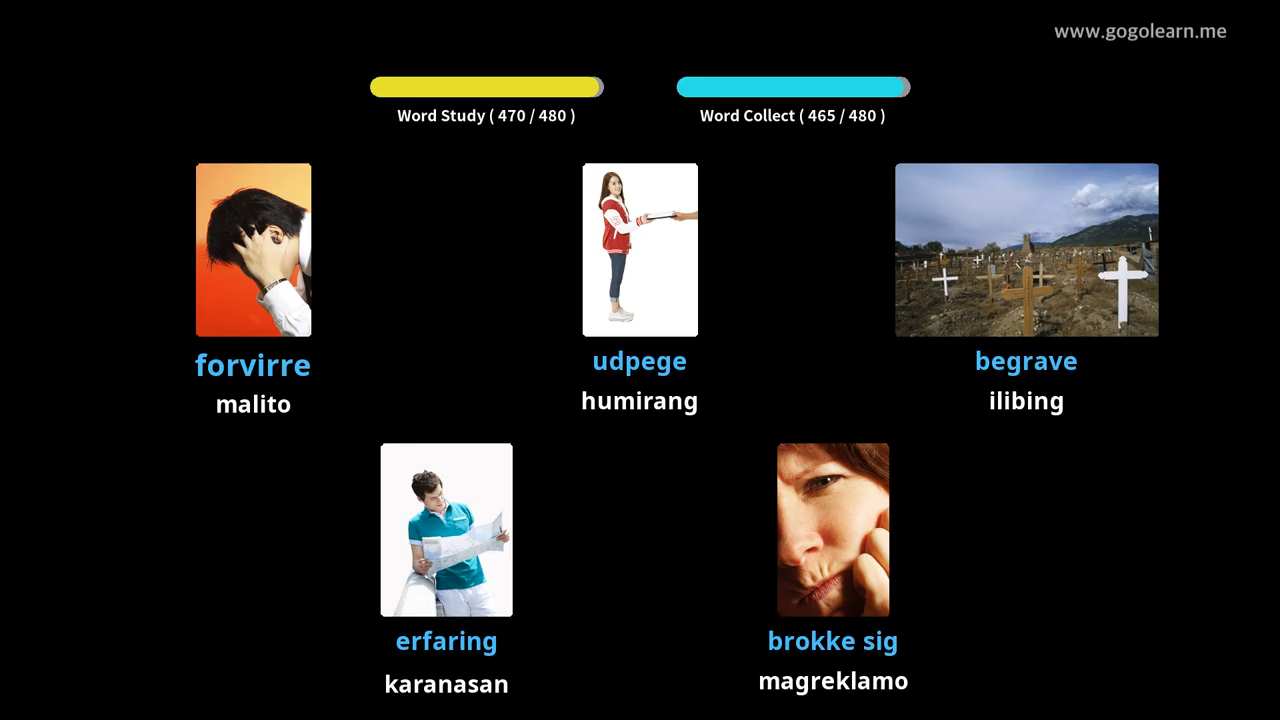 www.gogolearn.me
Word Study ( 470 / 480 )
Word Collect ( 465 / 480 )
forvirre
malito
udpege
humirang
begrave
ilibing
erfaring
karanasan
brokke sig
magreklamo